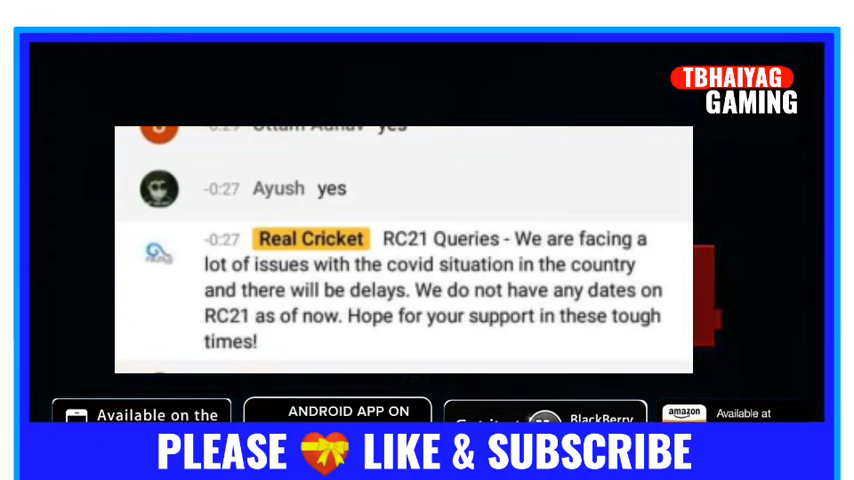 TBHAIYAG
GAMING
-0:29 yes
-0:27 Ayush yes
-0:27 Real Cricket RC21 Queries - We are facing a
lot of issues with the covid situation in the country
and there will be delays. We do not have any dates on
RC21 as of now. Hope for your support in these tough
times!
Available on the
ANDROID APP ON
BlackBerry
amazon
Available at
PLEASE 💝 LIKE & SUBSCRIBE